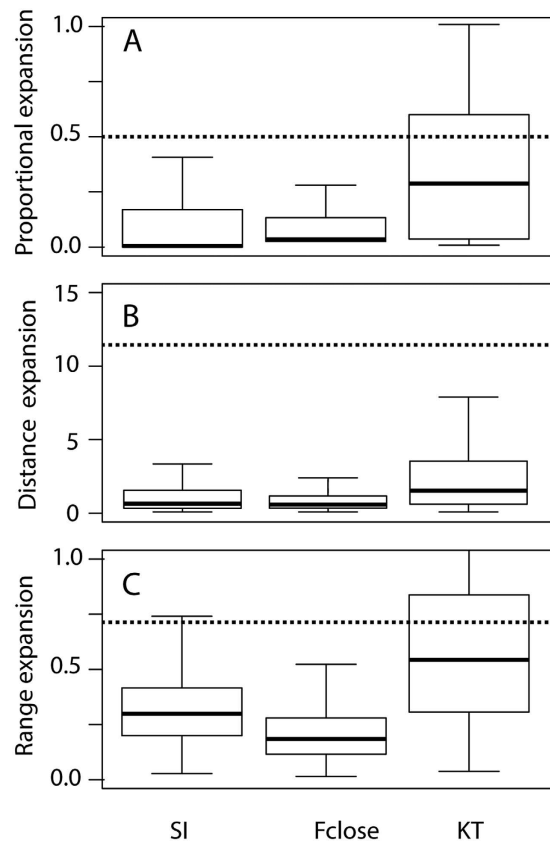 Proportional expansion
A
1.0
0.5
0.0
Distance expansion
B
15
10
5
0
Range expansion
C
1.0
0.5
0.0
SI Fclose KT